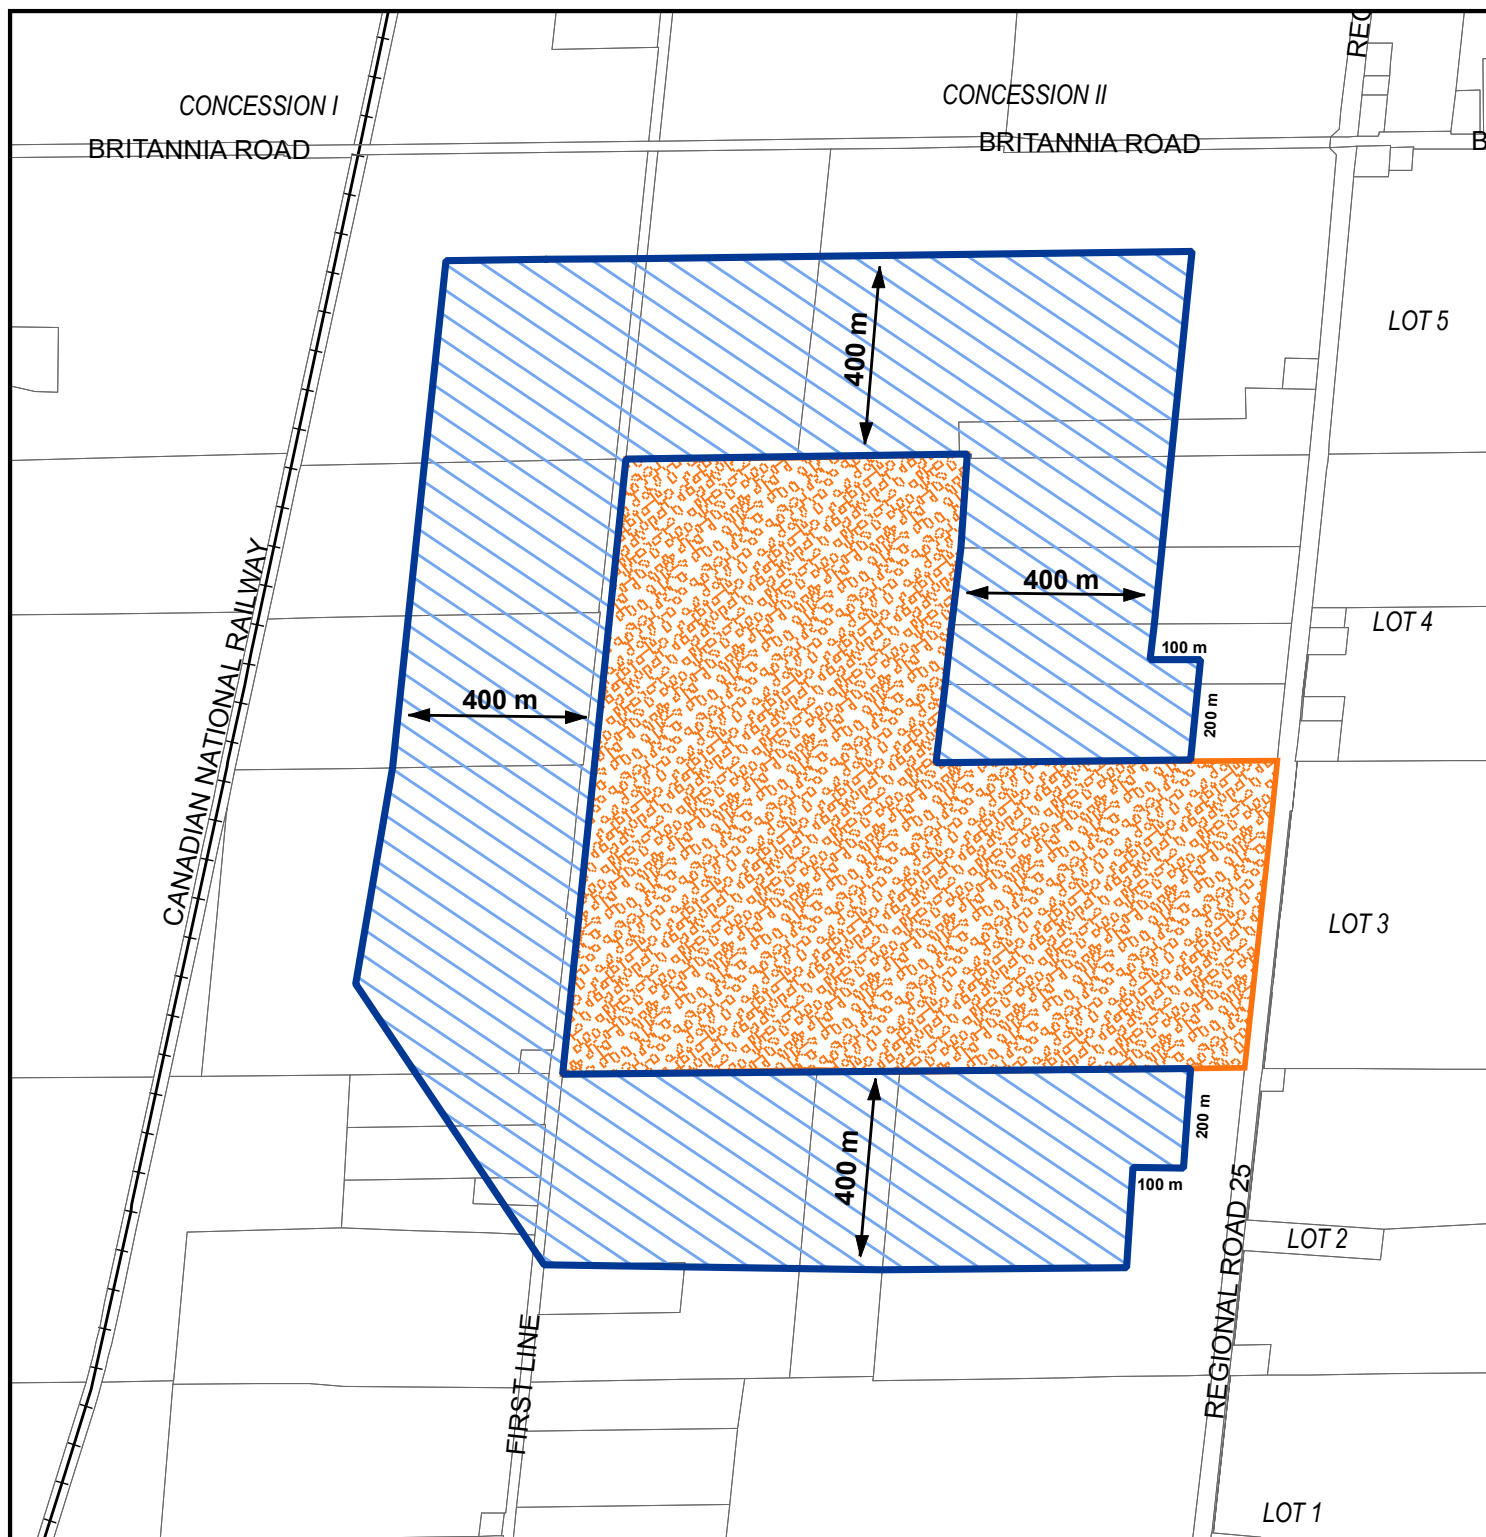 REG
CONCESSION I
CONCESSION II
BRITANNIA ROAD
BRITANNIA ROAD
B
LOT 5
400 m
400 m
CANADIAN NATIONAL RAILWAY
LOT 4
100 m
400 m
200 m
LOT 3
200 m
400 m
100 m
REGIONAL ROAD 25
LOT 2
FIRST LINE
LOT 1